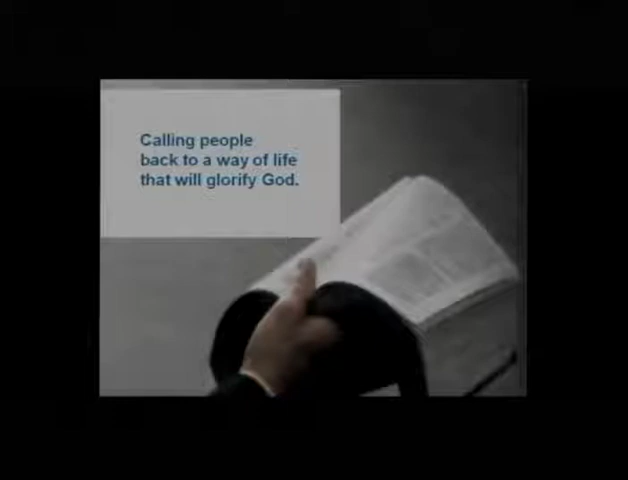 Calling people
back to a way of life
that will glorify God.